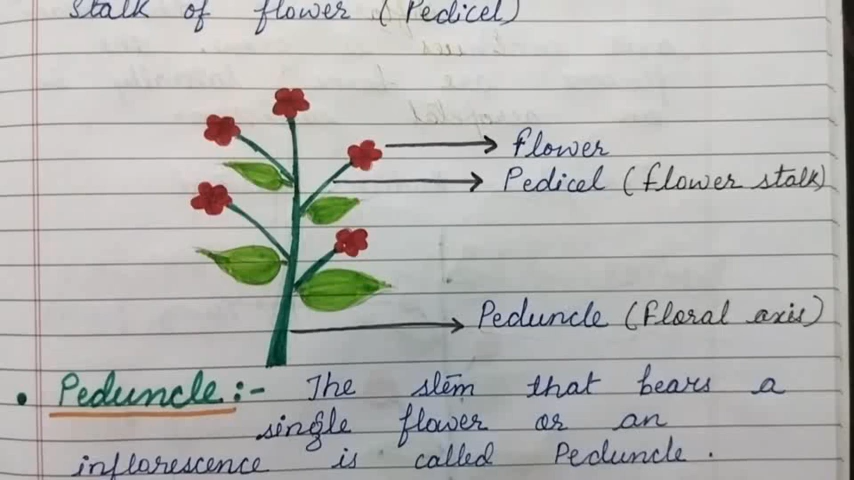 stalk of flower (Pedicel)
flower
Pedicel (flower stalk)
Peduncle (Floral axis)
• Peduncle:- The stem that bears a
single flower or an
inflorescence is called Peduncle.